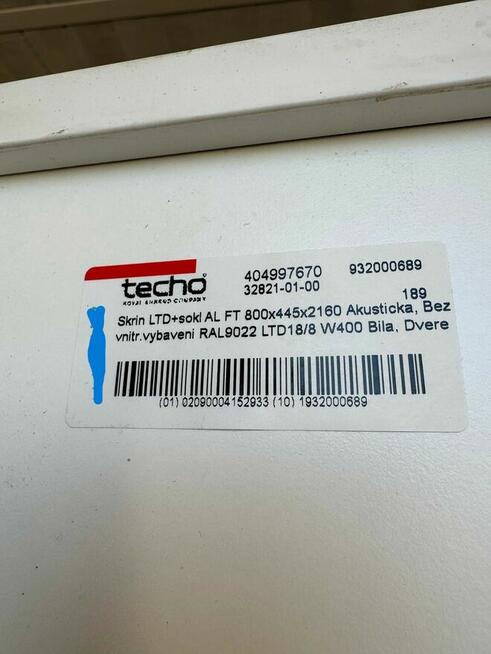 techo
ROYAL AHREND COMPANY
404997670 932000689
32821-01-00
189
Skrin LTD+sokl AL FT 800x445x2160 Akusticka, Bez
vnitr.vybaveni RAL9022 LTD18/8 W400 Bila, Dvere
(01) 02090004152933 (10) 1932000689